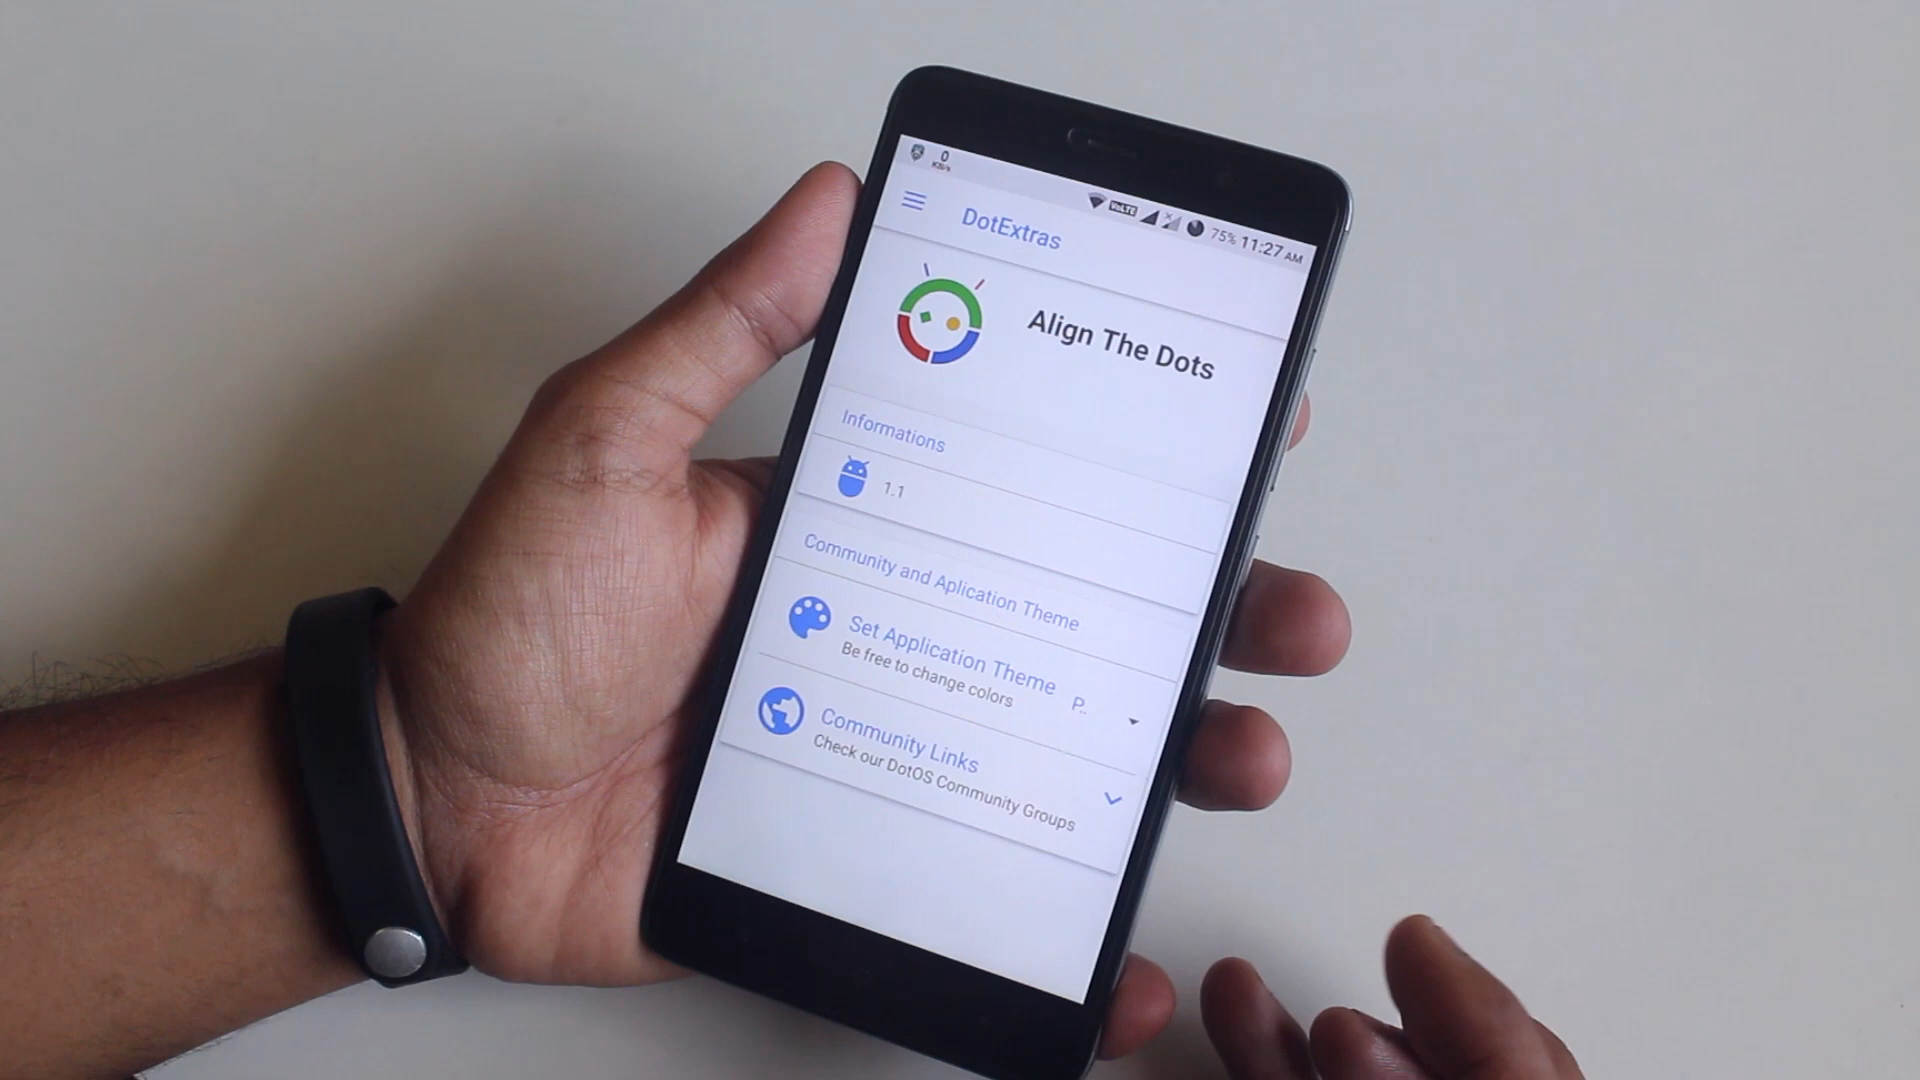 0
KB/s
VoLTE
75% 11:27 AM
DotExtras
Align The Dots
Informations
1.1
Community and Aplication Theme
Set Application Theme
Be free to change colors
P..
Community Links
Check our DotOS Community Groups